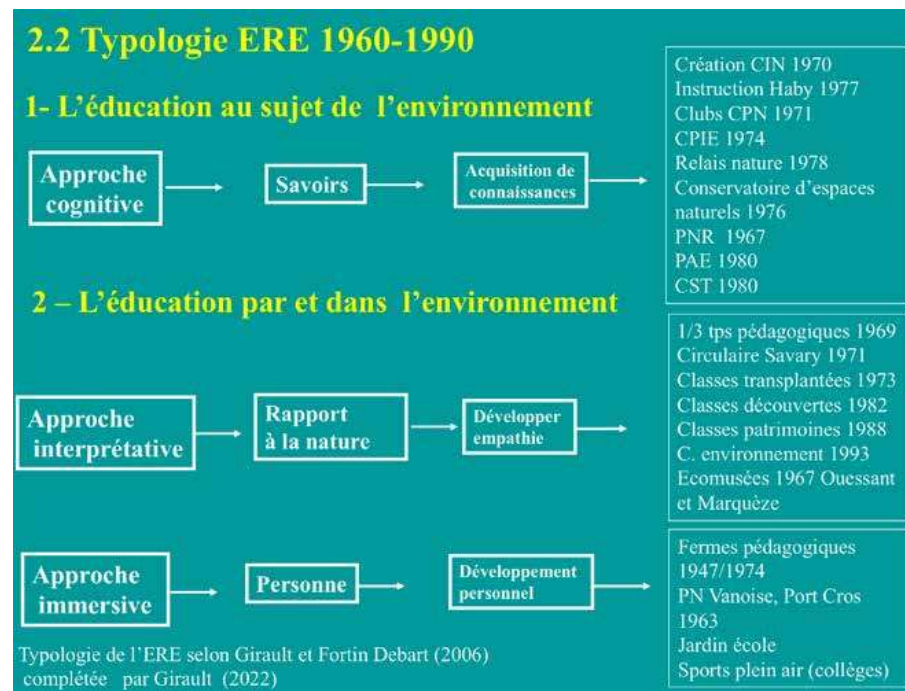 2.2 Typologie ERE 1960-1990
1- L’éducation au sujet de l’environnement
Approche
cognitive
Savoirs
Acquisition de
connaissances
Création CIN 1970
Instruction Haby 1977
Clubs CPN 1971
CPIE 1974
Relais nature 1978
Conservatoire d’espaces
naturels 1976
PNR 1967
PAE 1980
CST 1980
2 – L’éducation par et dans l’environnement
Approche
interprétative
Rapport
à la nature
Développer
empathie
1/3 tps pédagogiques 1969
Circulaire Savary 1971
Classes transplantées 1973
Classes découvertes 1982
Classes patrimoines 1988
C. environnement 1993
Ecomusées 1967 Ouessant
et Marquèze
Approche
immersive
Personne
Développement
personnel
Fermes pédagogiques
1947/1974
PN Vanoise, Port Cros
1963
Jardin école
Sports plein air (collèges)
Typologie de l’ERE selon Girault et Fortin Debart (2006)
complétée par Girault (2022)